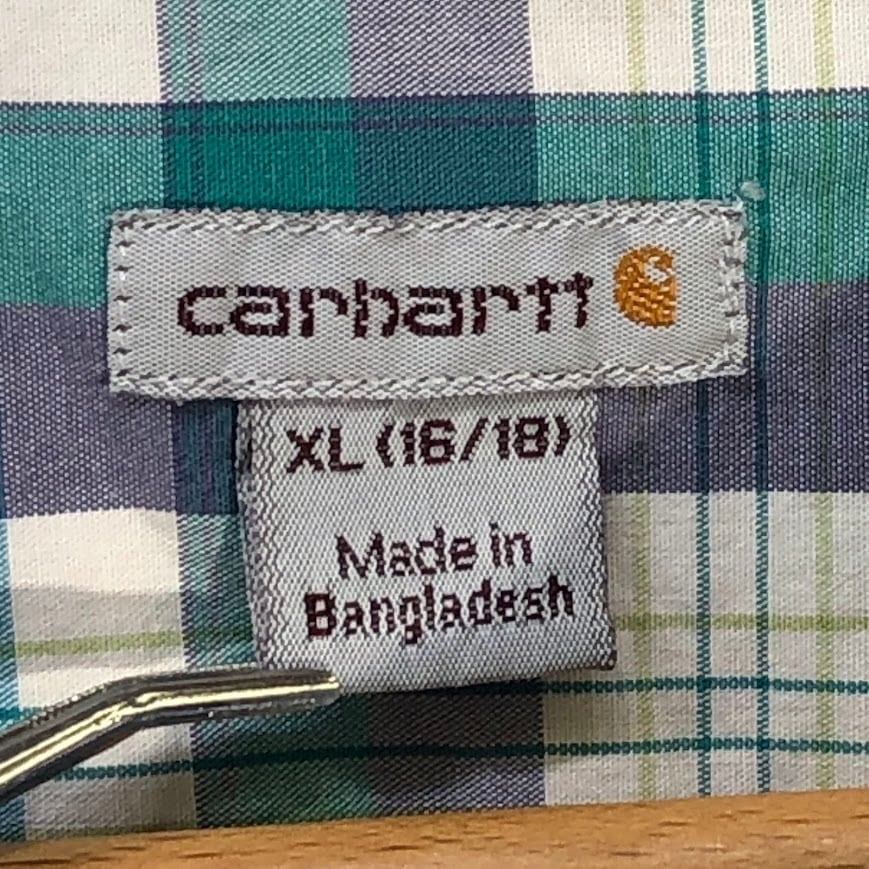 carhartt
XL (16/18)
Made in
Bangladesh